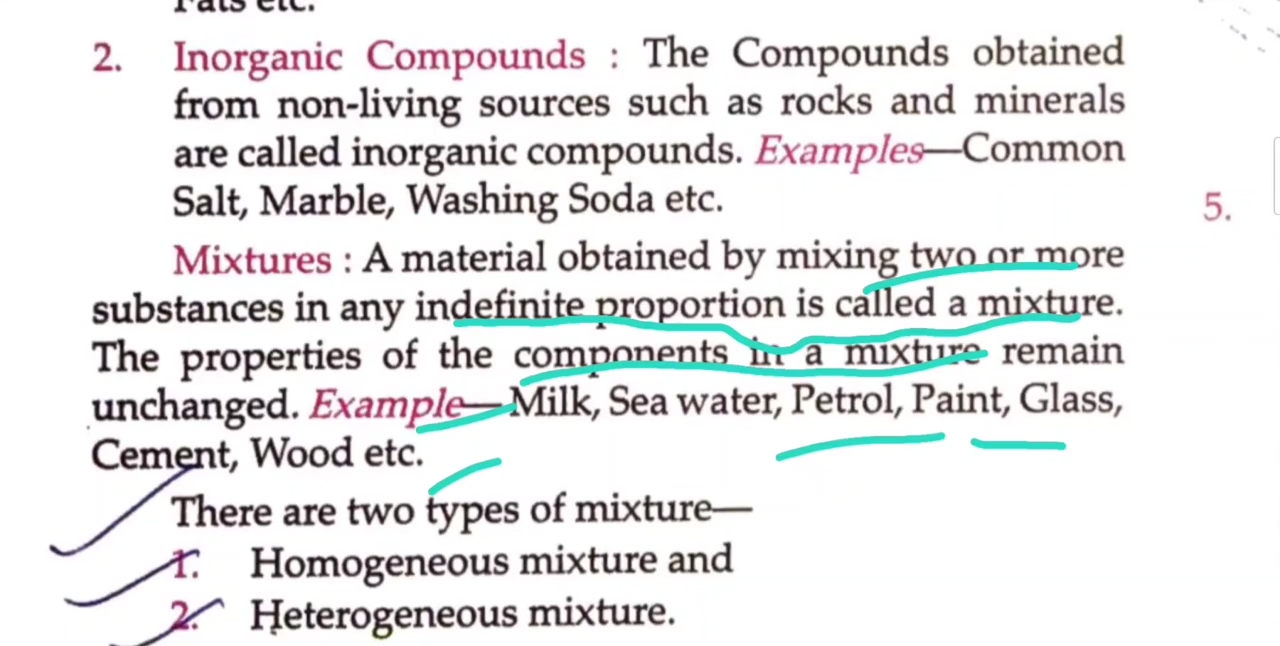 Fats etc.
2. Inorganic Compounds : The Compounds obtained
from non-living sources such as rocks and minerals
are called inorganic compounds. Examples—Common
Salt, Marble, Washing Soda etc.
5.
Mixtures : A material obtained by mixing two or more
substances in any indefinite proportion is called a mixture.
The properties of the components in a mixture remain
unchanged. Example—Milk, Sea water, Petrol, Paint, Glass,
Cement, Wood etc.
There are two types of mixture—
1. Homogeneous mixture and
2. Heterogeneous mixture.